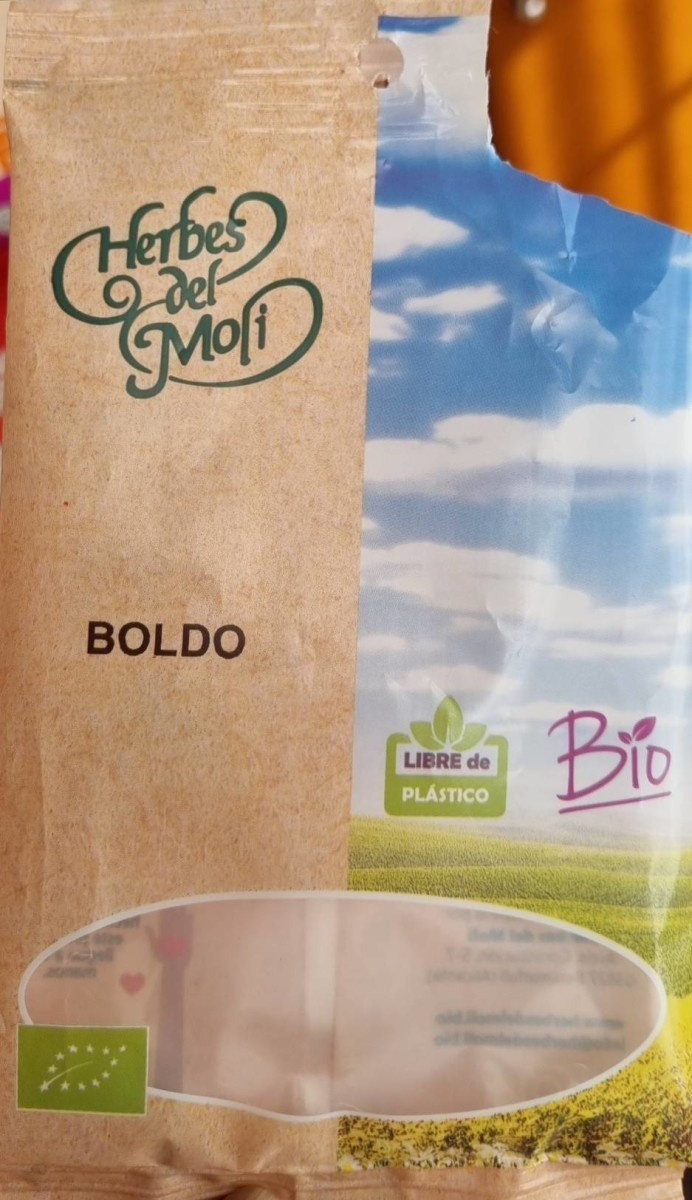 Herbes
del
Molí
BOLDO
LIBRE de
PLÁSTICO
Bio